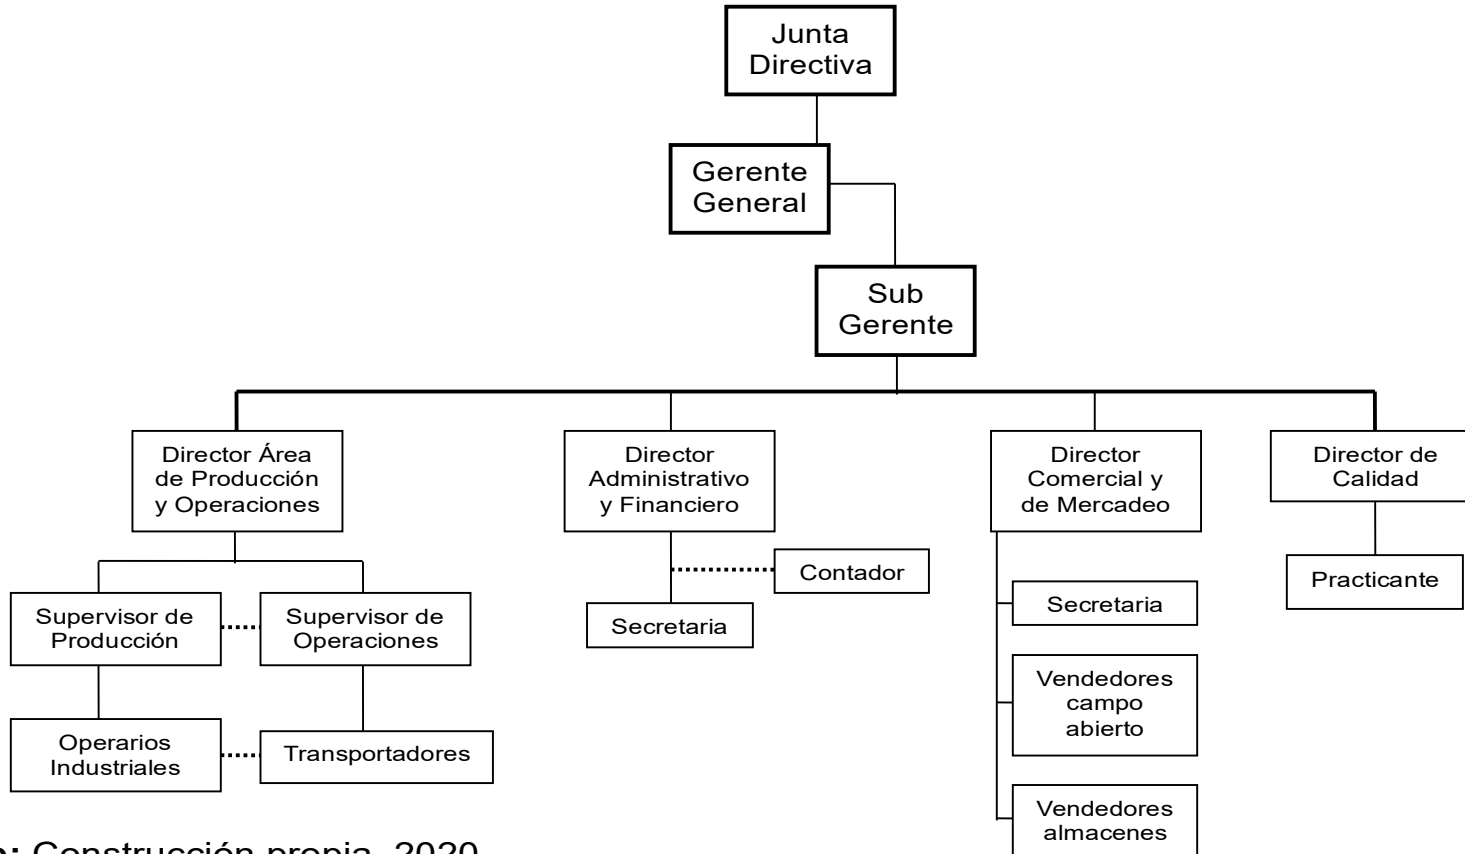 Junta
Directiva
Gerente
General
Sub
Gerente
Director Área
de Producción
y Operaciones
Director
Administrativo
y Financiero
Director
Comercial y
de Mercadeo
Director de
Calidad
Supervisor de
Producción
Supervisor de
Operaciones
Operarios
Industriales
Transportadores
Contador
Secretaria
Secretaria
Vendedores
campo
abierto
Vendedores
almacenes
Practicante
Construcción propia, 2020